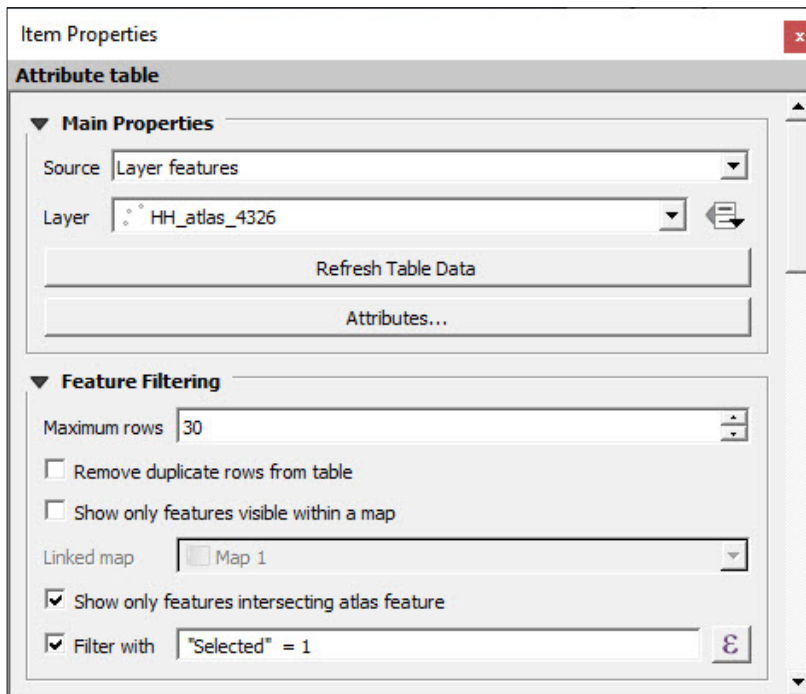 Item Properties
x
Attribute table
Main Properties
Source Layer features
Layer HH_atlas_4326
Refresh Table Data
Attributes...
Feature Filtering
Maximum rows 30
Remove duplicate rows from table
Show only features visible within a map
Linked map Map 1
Show only features intersecting atlas feature
Filter with "Selected" = 1 ε